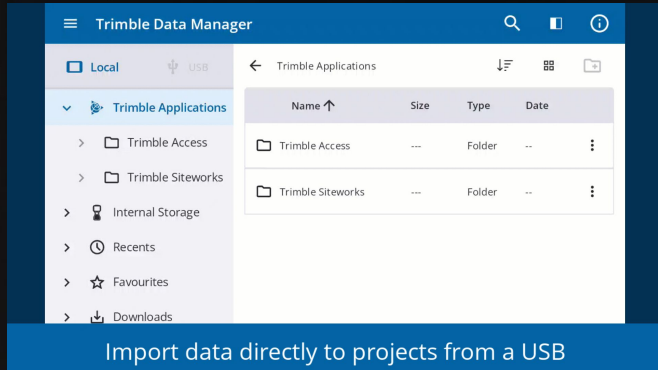 Trimble Data Manager
Local USB Trimble Applications
Name Size Type Date
Trimble Applications
Trimble Access
Trimble Siteworks
Internal Storage
Recents
Favourites
Downloads
Trimble Access --- Folder --
Trimble Siteworks --- Folder --
Import data directly to projects from a USB